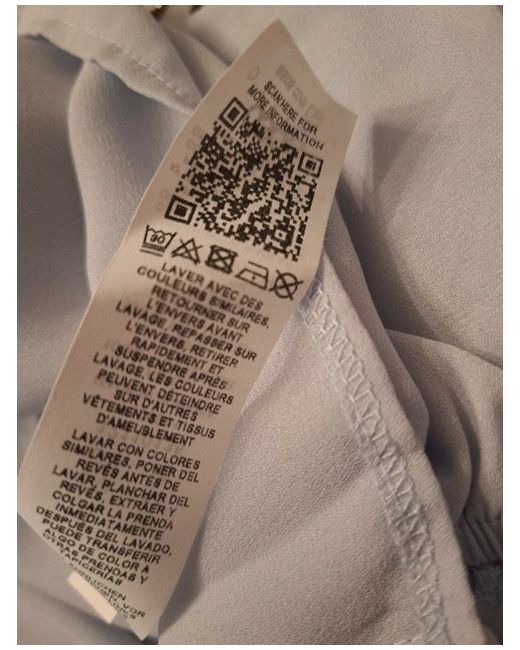 SCAN HERE FOR
MORE INFORMATION
30
LAVER AVEC DES
COULEURS SIMILAIRES,
RETOURNER SUR
L'ENVERS AVANT
LAVAGE, REPASSER SUR
L'ENVERS, RETIRER
RAPIDEMENT ET
SUSPENDRE APRÈS
LAVAGE, LES COULEURS
PEUVENT DÉTEINDRE
SUR D'AUTRES
VÊTEMENTS ET TISSUS
D'AMEUBLEMENT
LAVAR CON COLORES
SIMILARES, PONER DEL
REVÉS ANTES DE
LAVAR, PLANCHAR DEL
REVÉS, EXTRAER Y
COLGAR LA PRENDA
INMEDIATAMENTE
DESPUÉS DEL LAVADO,
PUEDE TRANSFERIR
ALGO DE COLOR A
OTRAS PRENDAS Y
TAPICERÍAS
VOR